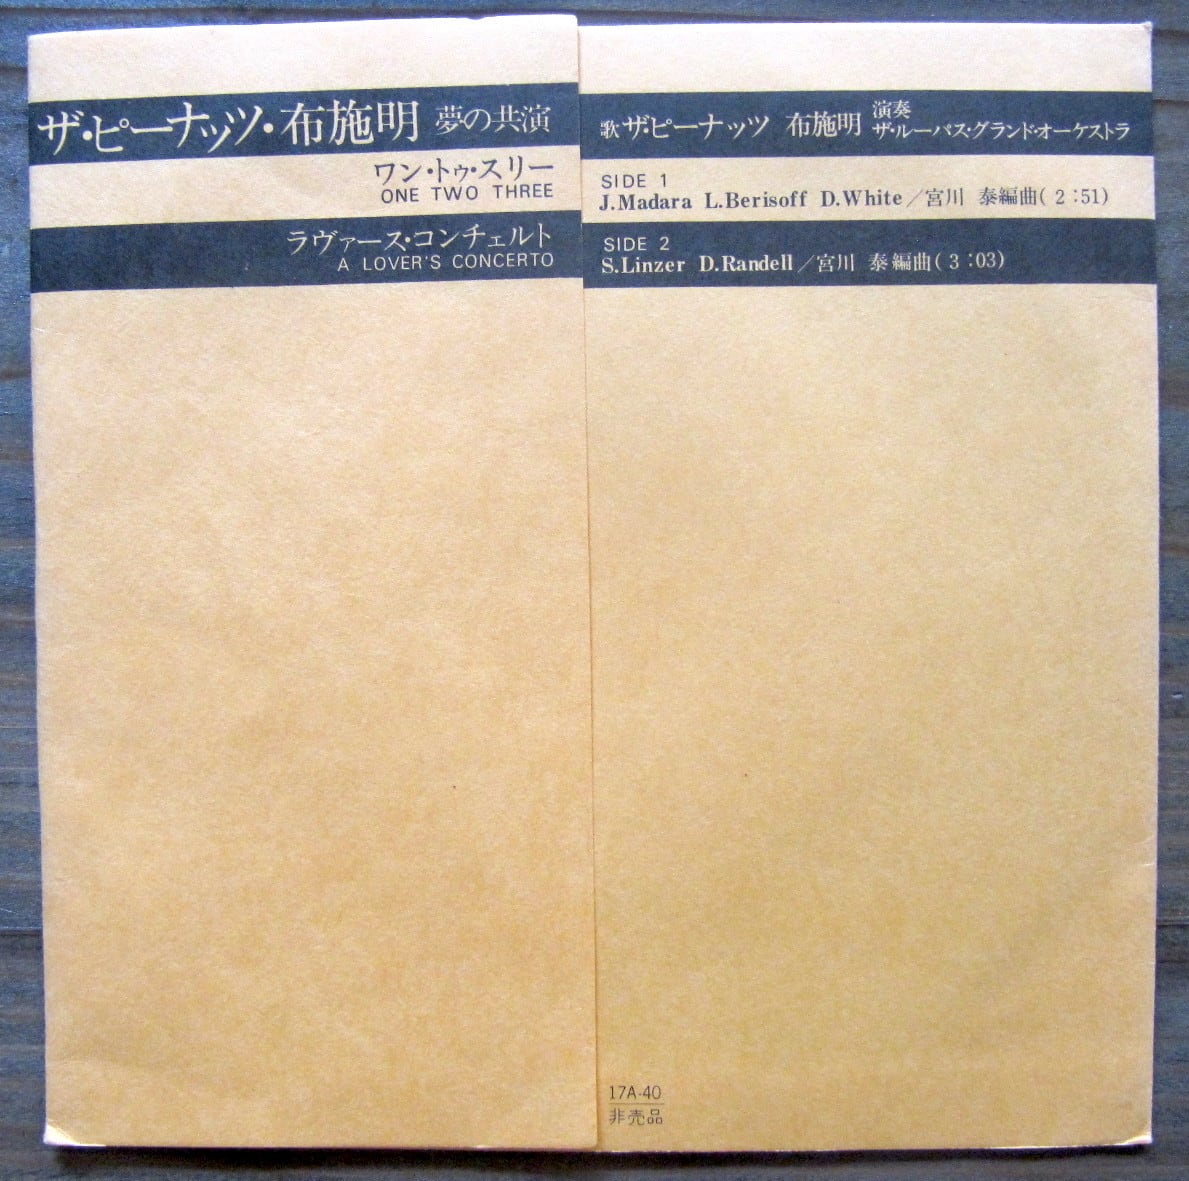 ザ・ピーナッツ・布施明 夢の共演
ワン・トゥ・スリー
ONE TWO THREE
ラヴァース・コンチェルト
A LOVER'S CONCERTO
歌 ザ・ピーナッツ 布施明 演奏
ザ・ルーバス・グランド・オーケストラ
SIDE 1
J.Madara L.Berisoff D.White／宮川 泰編曲( 2 : 51)
SIDE 2
S.Linzer D.Randell／宮川 泰編曲( 3 : 03)
17A-40
非売品